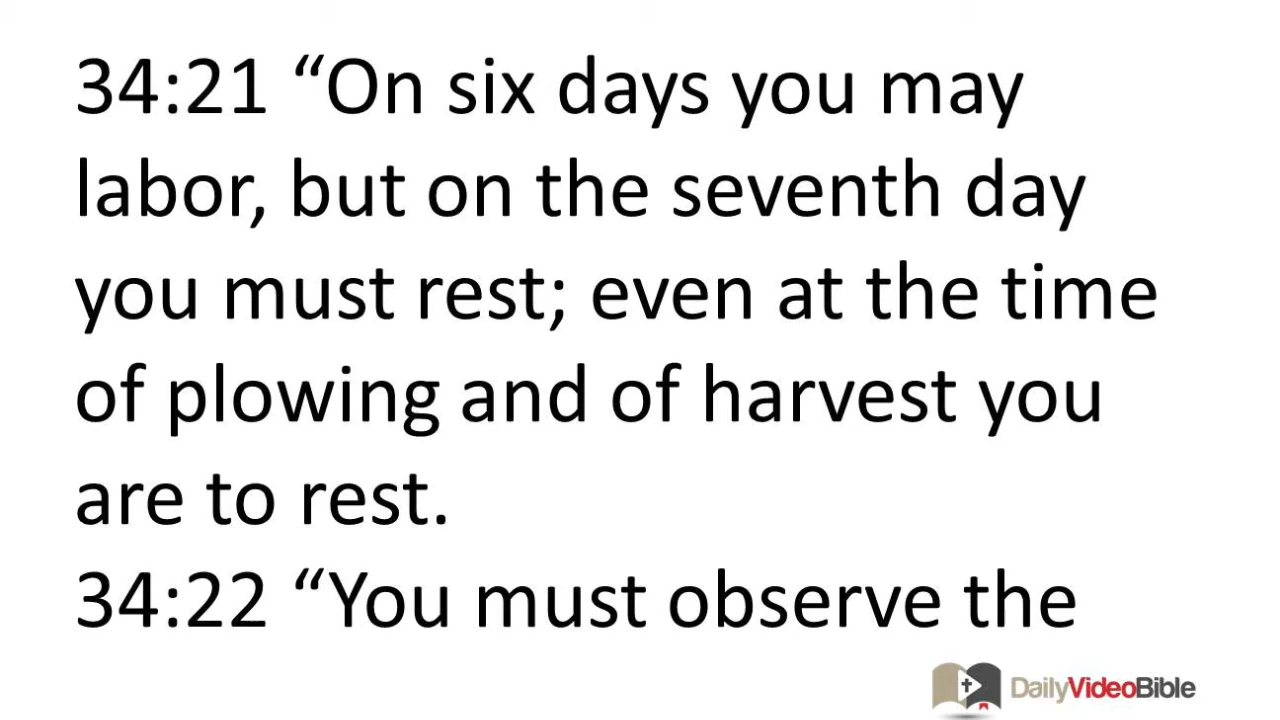 34:21 “On six days you may
labor, but on the seventh day
you must rest; even at the time
of plowing and of harvest you
are to rest.
34:22 “You must observe the
DailyVideoBible